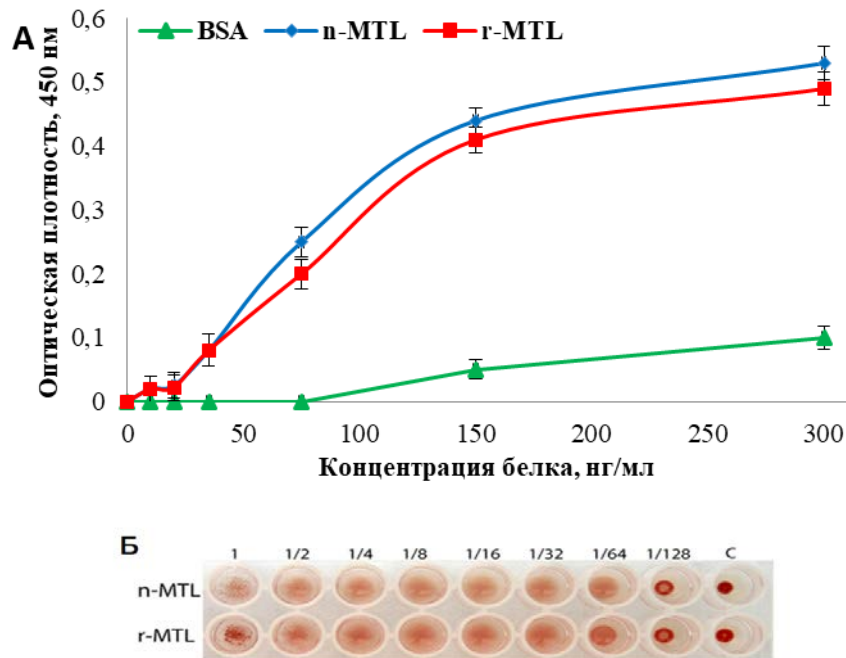 А
BSA n-MTL r-MTL
0,6
0,5
0,4
0,3
0,2
0,1
0
Оптическая плотность, 450 нм
0 50 100 150 200 250 300
Концентрация белка, нг/мл
Б
1 1/2 1/4 1/8 1/16 1/32 1/64 1/128 C
n-MTL
r-MTL